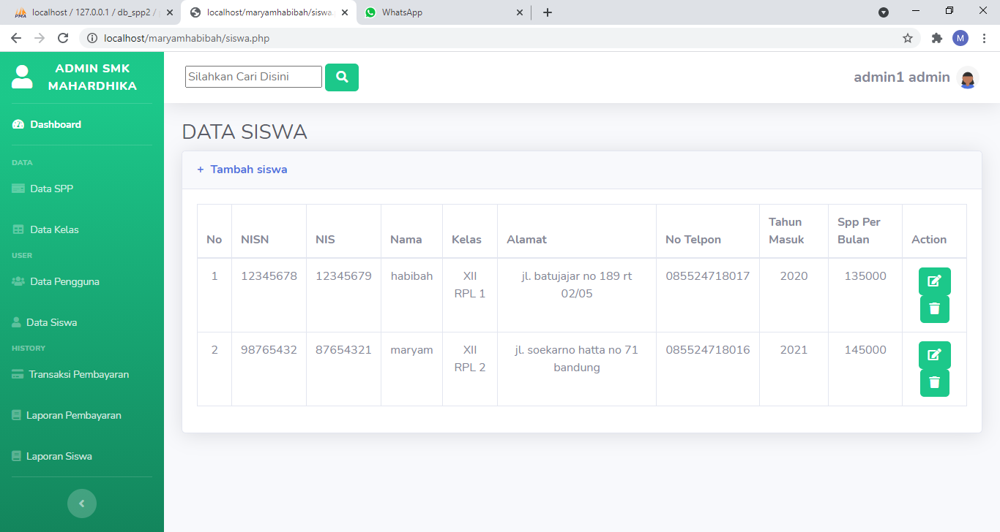 localhost / 127.0.0.1 / db_spp2 /
localhost/maryamhabibah/siswa.
WhatsApp
localhost/maryamhabibah/siswa.php
M
ADMIN SMK
MAHARDHIKA
Silahkan Cari Disini
admin1 admin
Dashboard
DATA
Data SPP
Data Kelas
USER
Data Pengguna
Data Siswa
HISTORY
Transaksi Pembayaran
Laporan Pembayaran
Laporan Siswa
DATA SISWA
+ Tambah siswa
No NISN NIS Nama Kelas Alamat No Telpon Tahun Masuk Spp Per Bulan Action
1 12345678 12345679 habibah XII RPL 1 jl. batujajar no 189 rt 02/05 085524718017 2020 135000
2 98765432 87654321 maryam XII RPL 2 jl. soekarno hatta no 71 bandung 085524718016 2021 145000